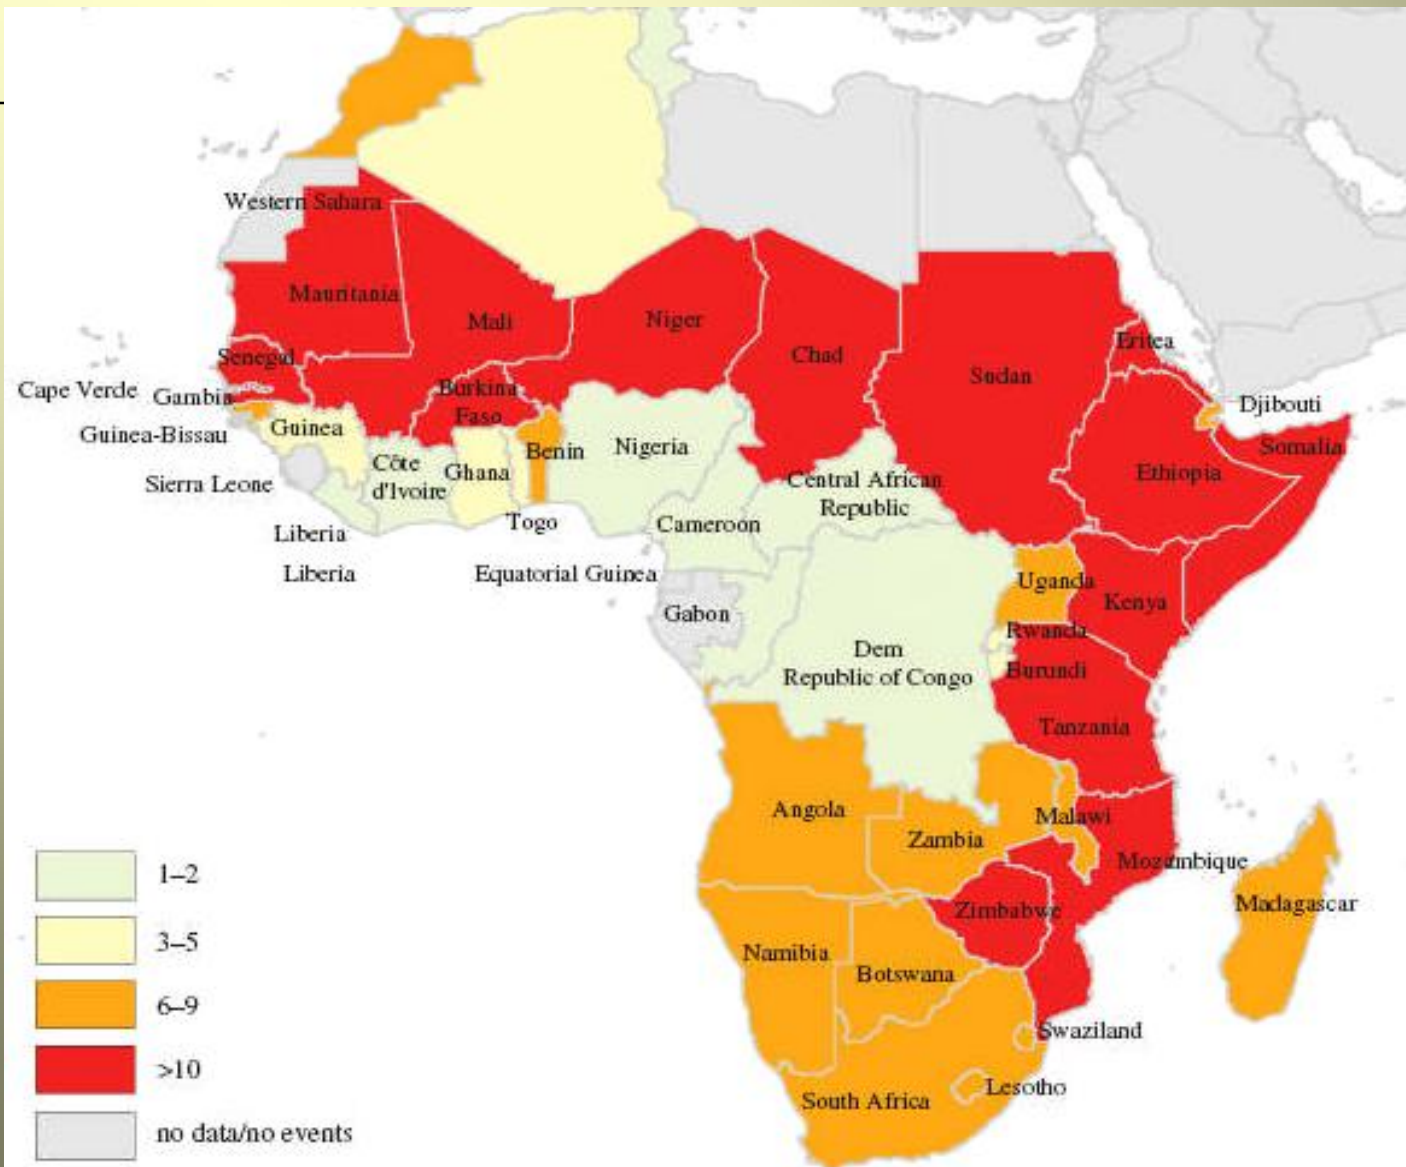 Western Sahara
Mauritania
Mali
Niger
Chad
Sudan
Eritea
Senegal
Cape Verde
Gambia
Burkina
Faso
Djibouti
Guinea-Bissau
Guinea
Côte
d'Ivoire
Ghana
Benin
Nigeria
Somalia
Ethiopia
Sierra Leone
Central African
Republic
Togo
Cameroon
Liberia
Liberia
Equatorial Guinea
Gabon
Uganda
Kenya
Rwanda
Dem
Republic of Congo
Burundi
Tanzania
Angola
Zambia
Malawi
Mozambique
Madagascar
Zimbabwe
Namibia
Botswana
Swaziland
Lesotho
South Africa
1–2
3–5
6–9
>10
no data/no events